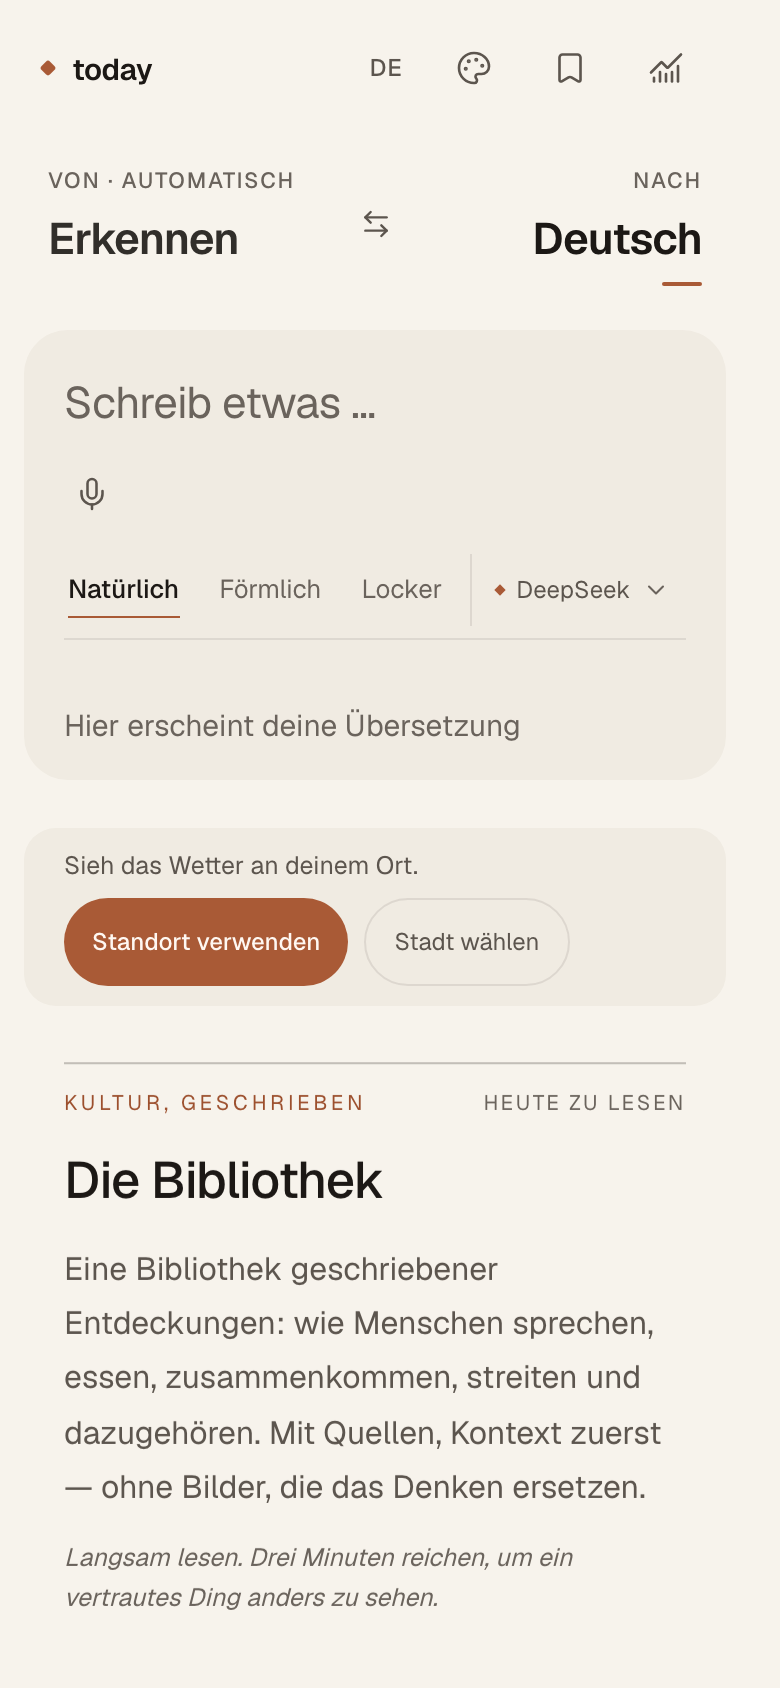 today
DE
VON · AUTOMATISCH
NACH
Erkennen
Deutsch
Schreib etwas ...
Natürlich
Förmlich
Locker
DeepSeek
Hier erscheint deine Übersetzung
Sieh das Wetter an deinem Ort.
Standort verwenden
Stadt wählen
KULTUR, GESCHRIEBEN
HEUTE ZU LESEN
Die Bibliothek
Eine Bibliothek geschriebener
Entdeckungen: wie Menschen sprechen,
essen, zusammenkommen, streiten und
dazugehören. Mit Quellen, Kontext zuerst
— ohne Bilder, die das Denken ersetzen.
Langsam lesen. Drei Minuten reichen, um ein
vertrautes Ding anders zu sehen.